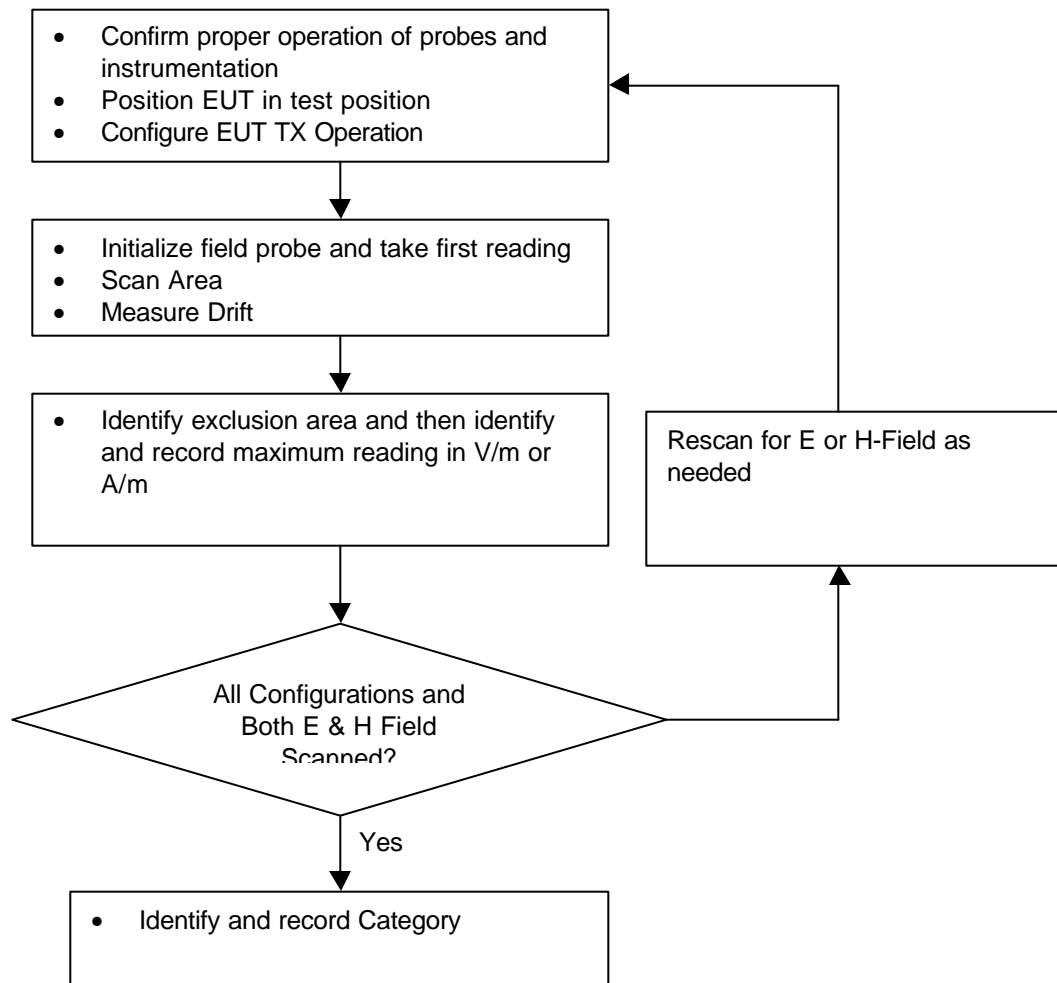 • Confirm proper operation of probes and
instrumentation
• Position EUT in test position
• Configure EUT TX Operation
• Initialize field probe and take first reading
• Scan Area
• Measure Drift
• Identify exclusion area and then identify
and record maximum reading in V/m or
A/m
Rescan for E or H-Field as
needed
All Configurations and
Both E & H Field
Scanned?
Yes
• Identify and record Category